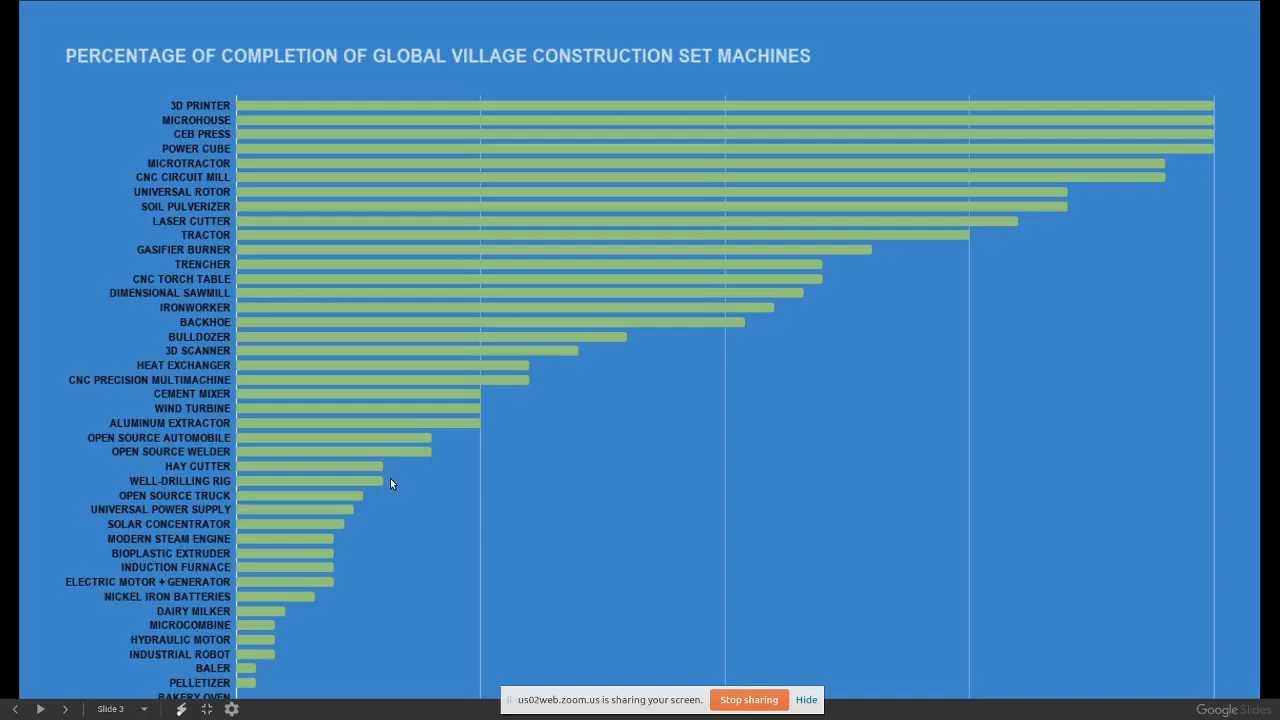 PERCENTAGE OF COMPLETION OF GLOBAL VILLAGE CONSTRUCTION SET MACHINES
3D PRINTER
MICROHOUSE
CEB PRESS
POWER CUBE
MICROTRACTOR
CNC CIRCUIT MILL
UNIVERSAL ROTOR
SOIL PULVERIZER
LASER CUTTER
TRACTOR
GASIFIER BURNER
TRENCHER
CNC TORCH TABLE
DIMENSIONAL SAWMILL
IRONWORKER
BACKHOE
BULLDOZER
3D SCANNER
HEAT EXCHANGER
CNC PRECISION MULTIMACHINE
CEMENT MIXER
WIND TURBINE
ALUMINUM EXTRACTOR
OPEN SOURCE AUTOMOBILE
OPEN SOURCE WELDER
HAY CUTTER
WELL-DRILLING RIG
OPEN SOURCE TRUCK
UNIVERSAL POWER SUPPLY
SOLAR CONCENTRATOR
MODERN STEAM ENGINE
BIOPLASTIC EXTRUDER
INDUCTION FURNACE
ELECTRIC MOTOR + GENERATOR
NICKEL IRON BATTERIES
DAIRY MILKER
MICROCOMBINE
HYDRAULIC MOTOR
INDUSTRIAL ROBOT
BALER
PELLETIZER
BAKERY OVEN
us02web.zoom.us is sharing your screen. Stop sharing Hide
Slide 3
Google Slides